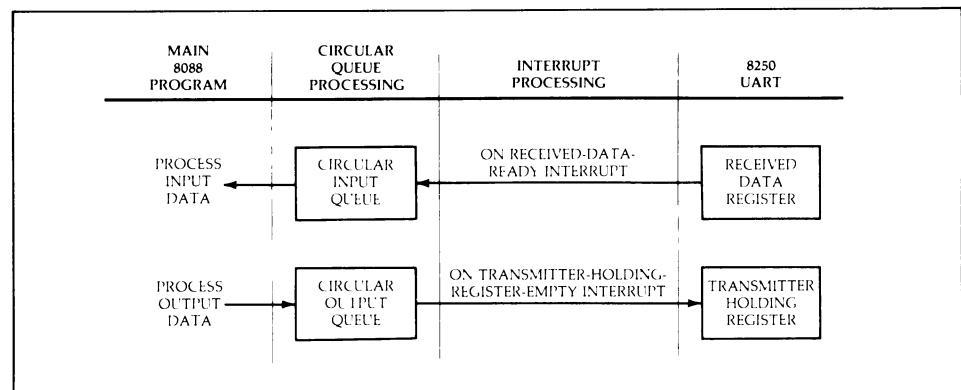 MAIN
8088
PROGRAM
CIRCULAR
QUEUE
PROCESSING
INTERRUPT
PROCESSING
8250
UART
PROCESS
INPUT
DATA
CIRCULAR
INPUT
QUEUE
ON RECEIVED-DATA-
READY INTERRUPT
RECEIVED
DATA
REGISTER
PROCESS
OUTPUT
DATA
CIRCULAR
OUTPUT
QUEUE
ON TRANSMITTER-HOLDING-
REGISTER-EMPTY INTERRUPT
TRANSMITTER
HOLDING
REGISTER